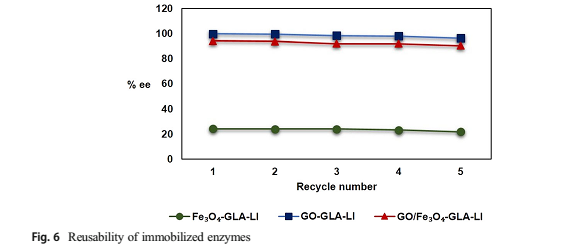 120
100
80
% ee
60
40
20
0
1 2 3 4 5
Recycle number
Fe₃O₄-GLA-LI GO-GLA-LI GO/Fe₃O₄-GLA-LI
Fig. 6 Reusability of immobilized enzymes